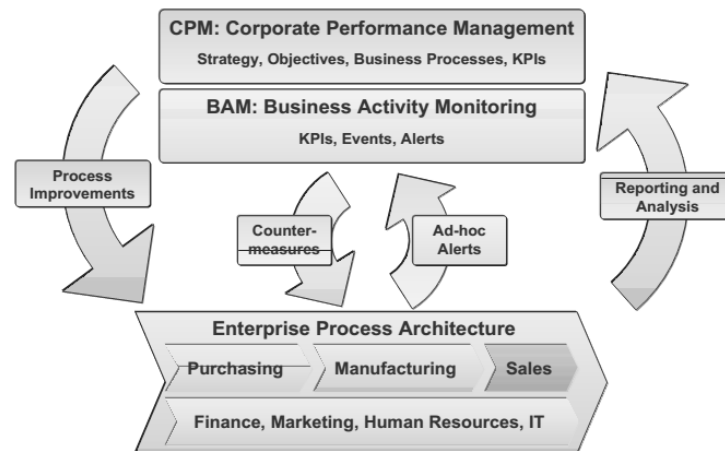 CPM: Corporate Performance Management
Strategy, Objectives, Business Processes, KPIs
BAM: Business Activity Monitoring
KPIs, Events, Alerts
Process
Improvements
Counter-
measures
Ad-hoc
Alerts
Reporting and
Analysis
Enterprise Process Architecture
Purchasing
Manufacturing
Sales
Finance, Marketing, Human Resources, IT